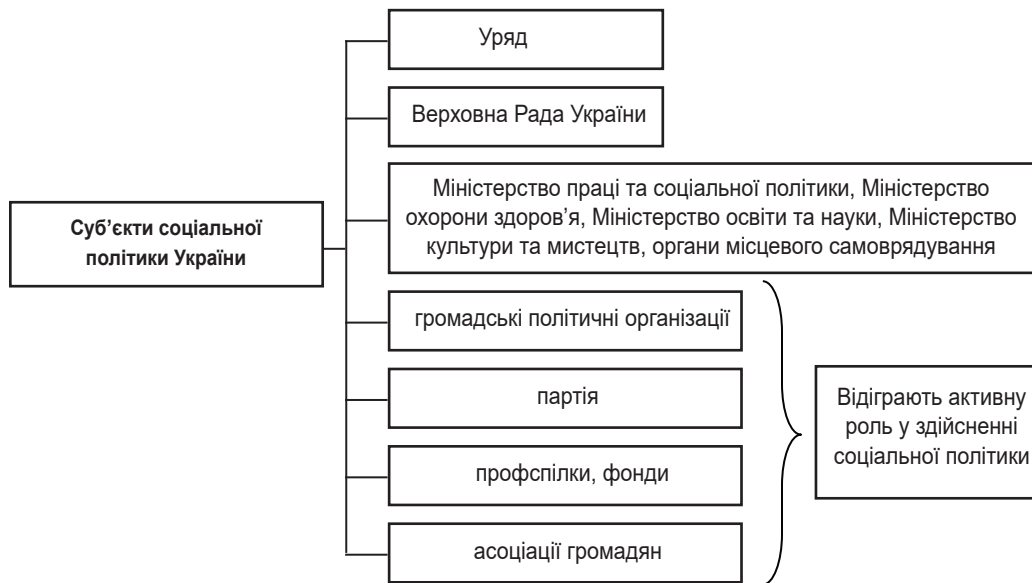 Уряд
Верховна Рада України
Міністерство праці та соціальної політики, Міністерство
охорони здоров’я, Міністерство освіти та науки, Міністерство
культури та мистецтв, органи місцевого самоврядування
Суб’єкти соціальної
політики України
громадські політичні організації
партія
профспілки, фонди
асоціації громадян
Відіграють активну
роль у здійсненні
соціальної політики